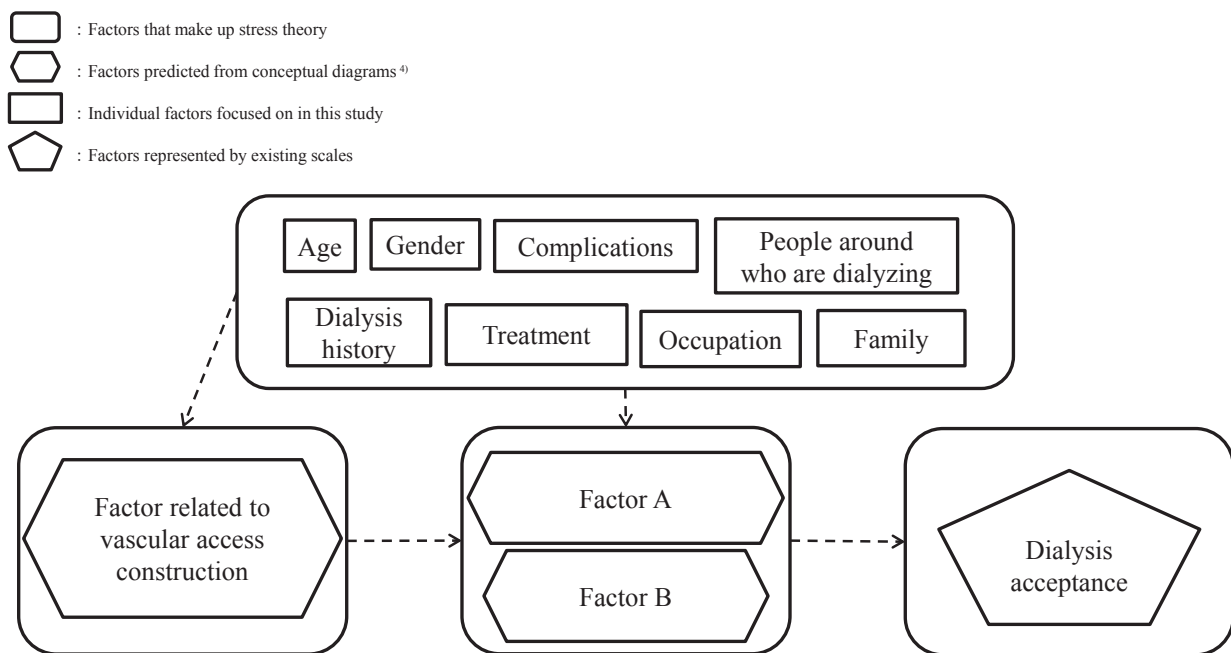 : Factors that make up stress theory
: Factors predicted from conceptual diagrams 4)
: Individual factors focused on in this study
: Factors represented by existing scales
Age
Gender
Complications
People around
who are dialyzing
Dialysis
history
Treatment
Occupation
Family
Factor related to
vascular access
construction
Factor A
Factor B
Dialysis
acceptance